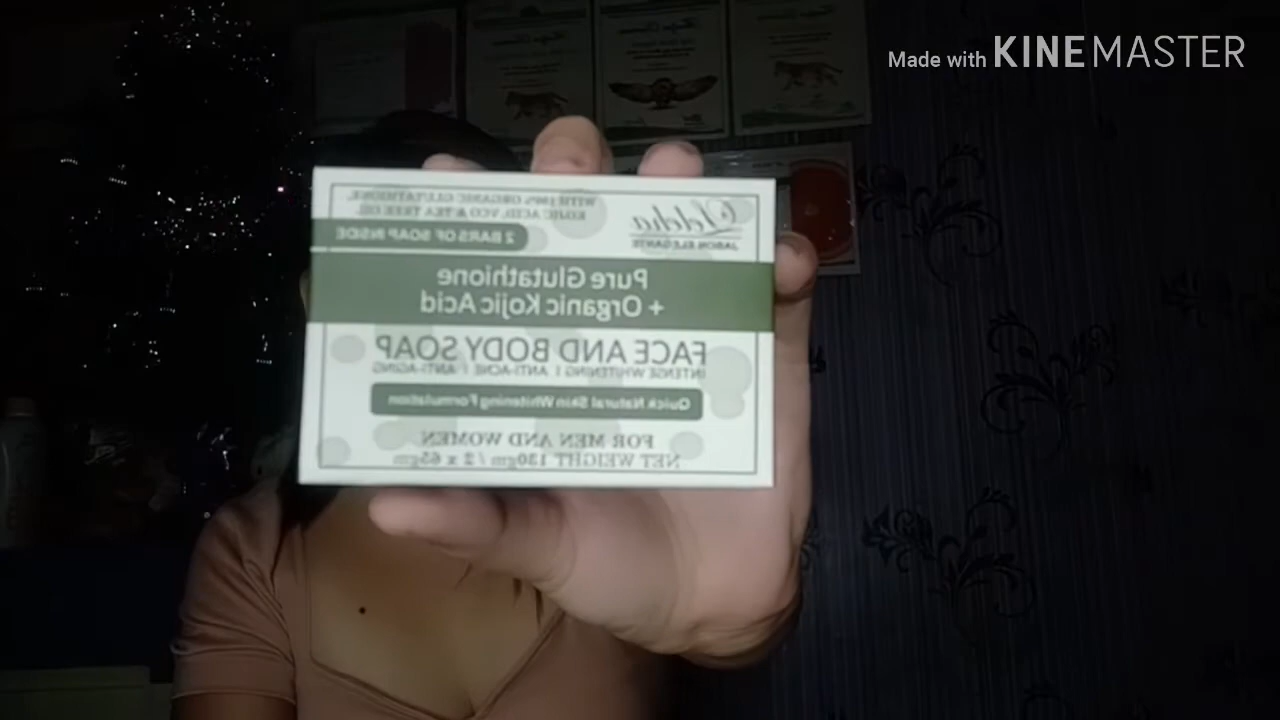 Made with KINEMASTER
WITH 100% ORGANIC GLUTATHIONE,
KOJIC ACID, VCO & TEA TREE OIL
2 BARS OF SOAP INSIDE
JABON ELEGANTE
Pure Glutathione
+ Organic Kojic Acid
FACE AND BODY SOAP
INTENSE WHITENING | ANTI-ACNE / ANTI-AGING
Quick Natural Skin Whitening Formulation
FOR MEN AND WOMEN
NET WEIGHT 130gm / 2 x 65gm